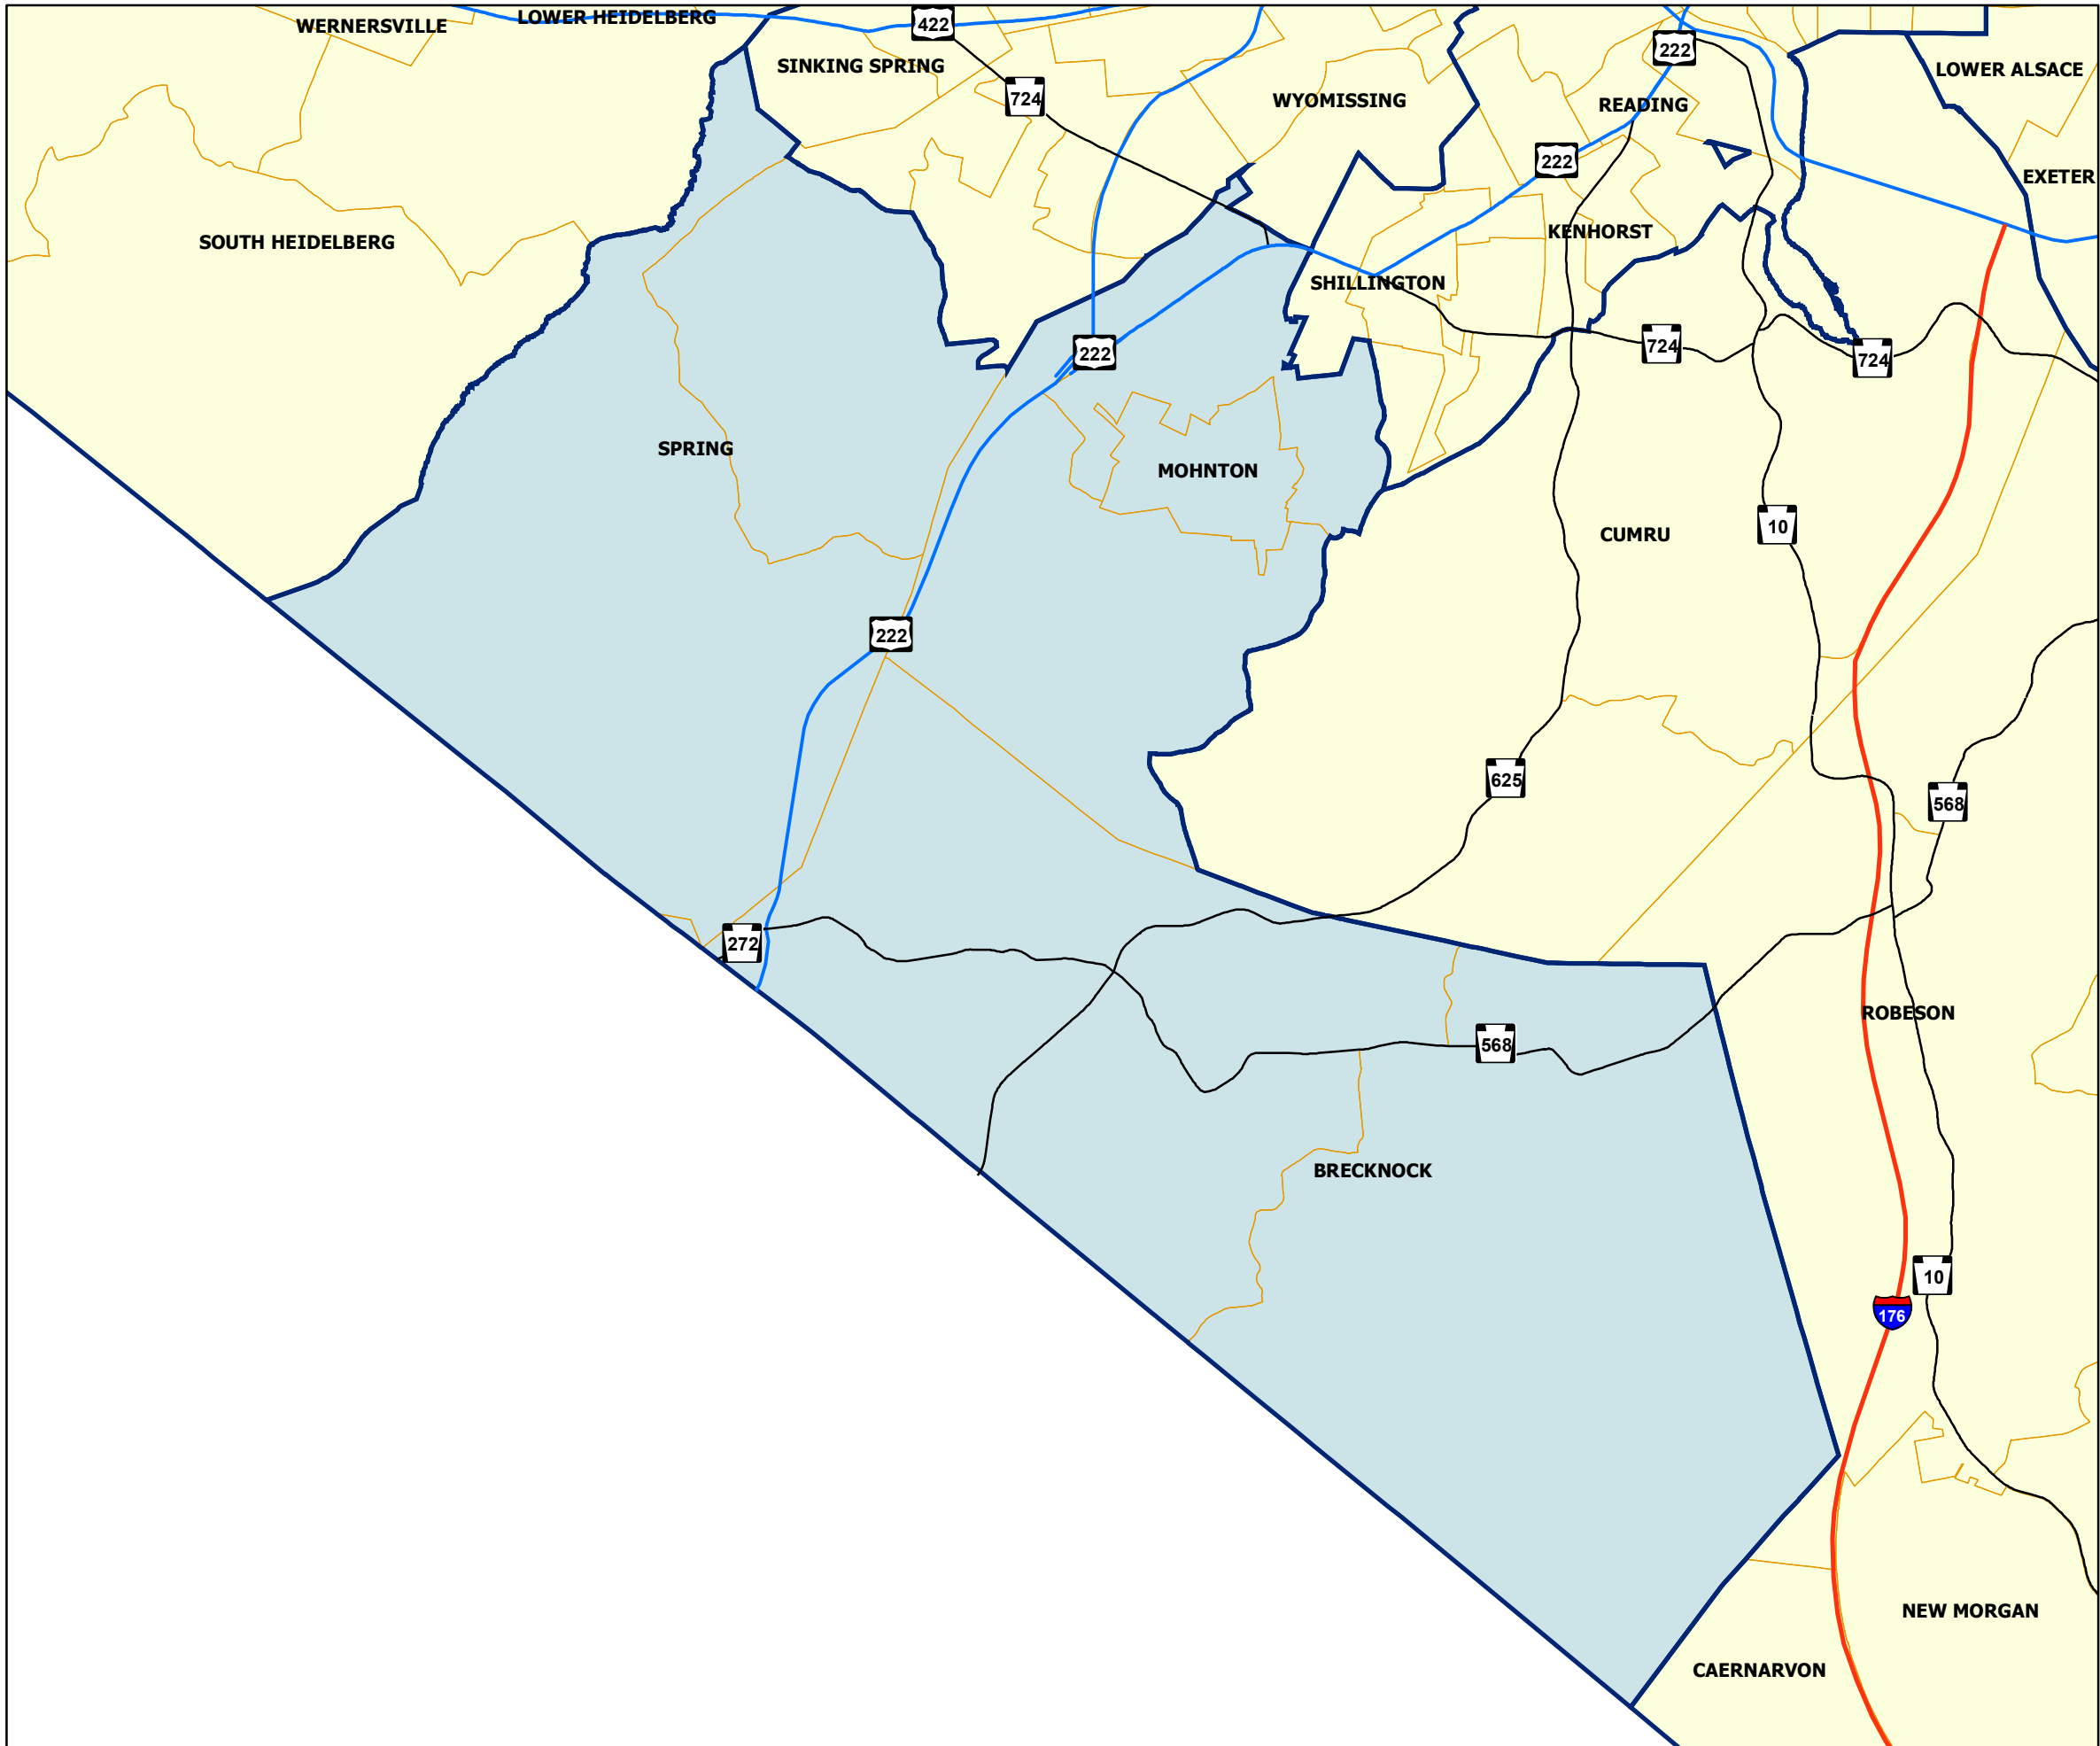 LOWER HEIDELBERG
WERNERSVILLE
422
222
SINKING SPRING
LOWER ALSACE
724
WYOMISSING
READING
222
EXETER
KENHORST
SOUTH HEIDELBERG
SHILLINGTON
724
222
724
SPRING
MOHNTON
10
CUMRU
222
625
568
272
ROBESON
568
BRECKNOCK
10
176
NEW MORGAN
CAERNARVON